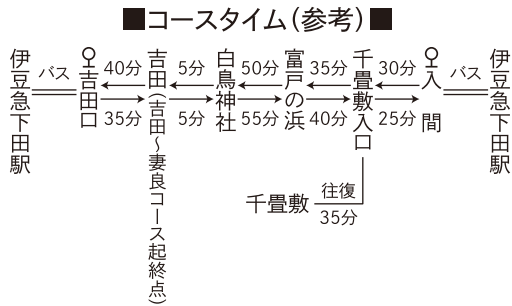 ■コースタイム(参考)■
伊豆急下田駅
バス
吉田口
40分
35分
吉田(吉田〜妻良コース起終点)
5分
5分
白鳥神社
50分
55分
富戸の浜
35分
40分
千畳敷入口
30分
25分
入間
バス
伊豆急下田駅
千畳敷
往復
35分